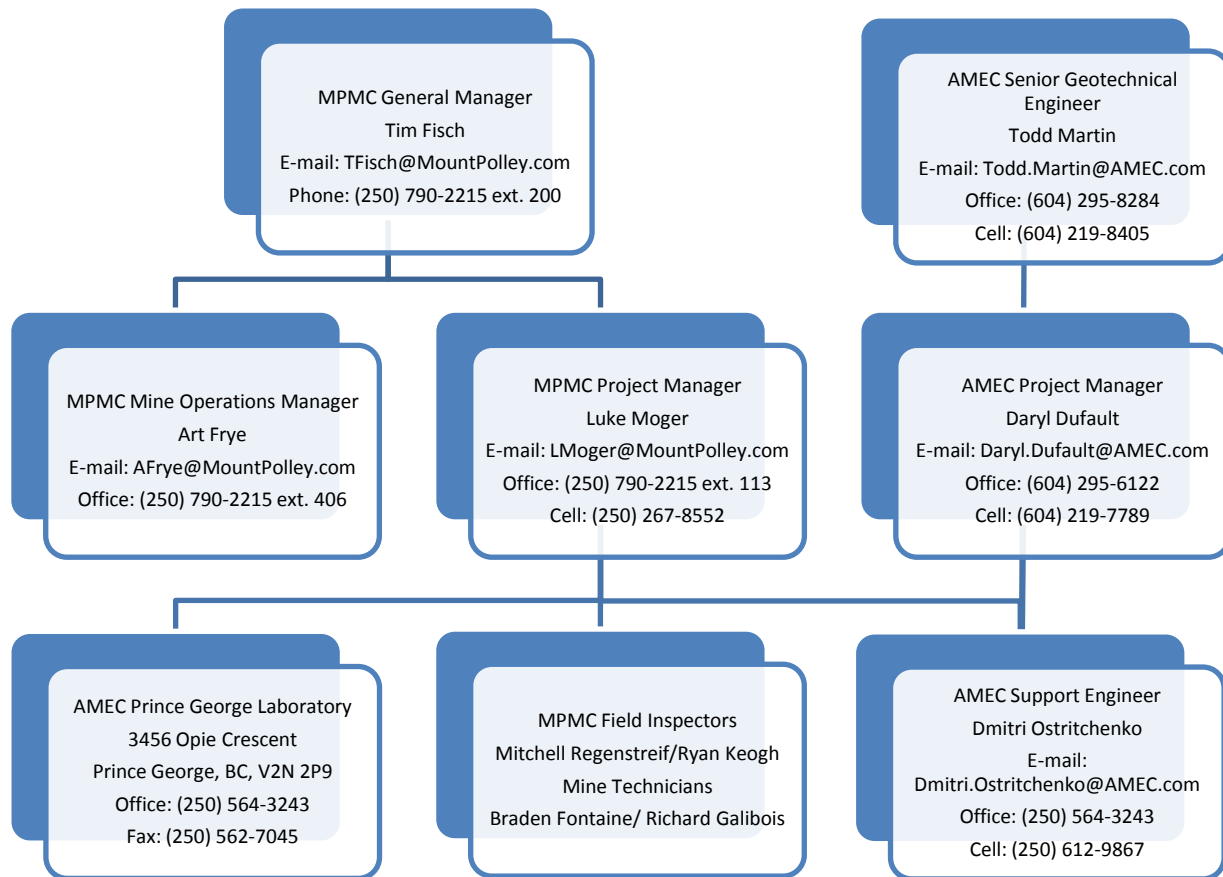 MPMC General Manager
Tim Fisch
E-mail: TFisch@MountPolley.com
Phone: (250) 790-2215 ext. 200
AMEC Senior Geotechnical
Engineer
Todd Martin
E-mail: Todd.Martin@AMEC.com
Office: (604) 295-8284
Cell: (604) 219-8405
MPMC Mine Operations Manager
Art Frye
E-mail: AFrye@MountPolley.com
Office: (250) 790-2215 ext. 406
MPMC Project Manager
Luke Moger
E-mail: LMoger@MountPolley.com
Office: (250) 790-2215 ext. 113
Cell: (250) 267-8552
AMEC Project Manager
Daryl Dufault
E-mail: Daryl.Dufault@AMEC.com
Office: (604) 295-6122
Cell: (604) 219-7789
AMEC Prince George Laboratory
3456 Opie Crescent
Prince George, BC, V2N 2P9
Office: (250) 564-3243
Fax: (250) 562-7045
MPMC Field Inspectors
Mitchell Regenstreif/Ryan Keogh
Mine Technicians
Braden Fontaine/ Richard Galibois
AMEC Support Engineer
Dmitri Ostritchenko
E-mail:
Dmitri.Ostritchenko@AMEC.com
Office: (250) 564-3243
Cell: (250) 612-9867